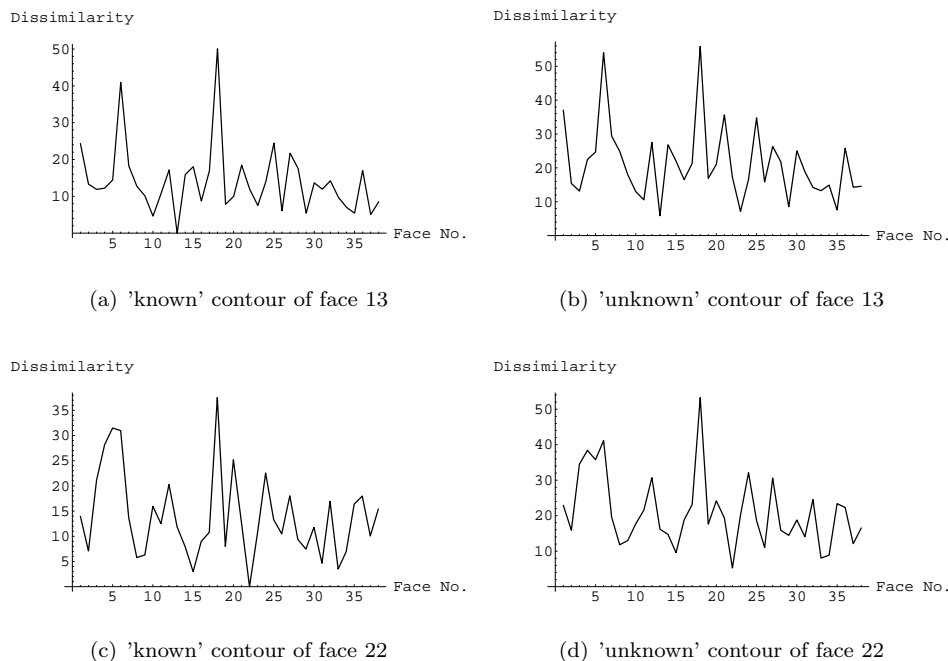 Dissimilarity
50
40
30
20
10
5 10 15 20 25 30 35
Face No.
(a) 'known' contour of face 13
Dissimilarity
50
40
30
20
10
5 10 15 20 25 30 35
Face No.
(b) 'unknown' contour of face 13
Dissimilarity
35
30
25
20
15
10
5
5 10 15 20 25 30 35
Face No.
(c) 'known' contour of face 22
Dissimilarity
50
40
30
20
10
5 10 15 20 25 30 35
Face No.
(d) 'unknown' contour of face 22